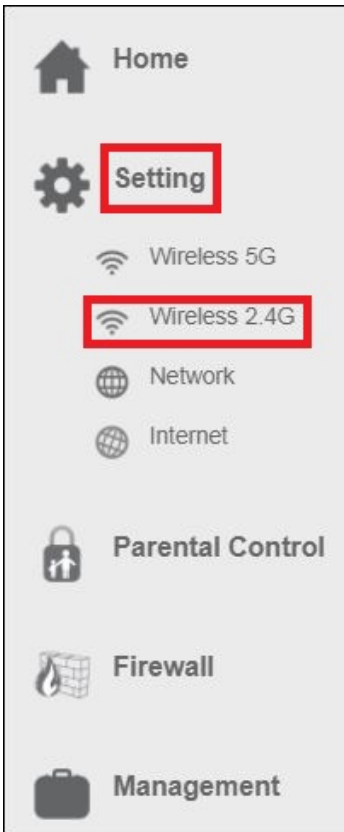 Home
Setting
Wireless 5G
Wireless 2.4G
Network
Internet
Parental Control
Firewall
Management